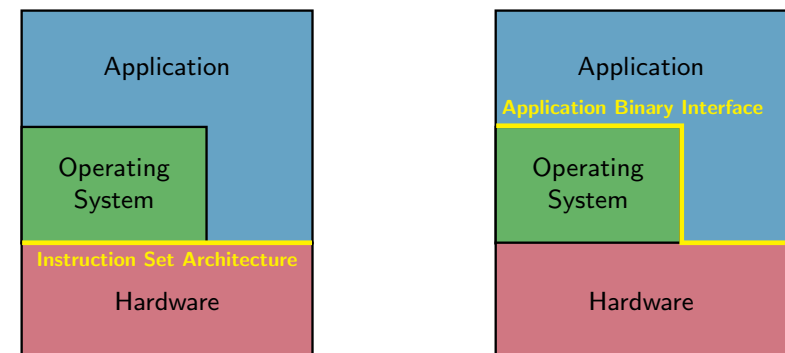 Application
Operating
System
Instruction Set Architecture
Hardware
Application
Application Binary Interface
Operating
System
Hardware